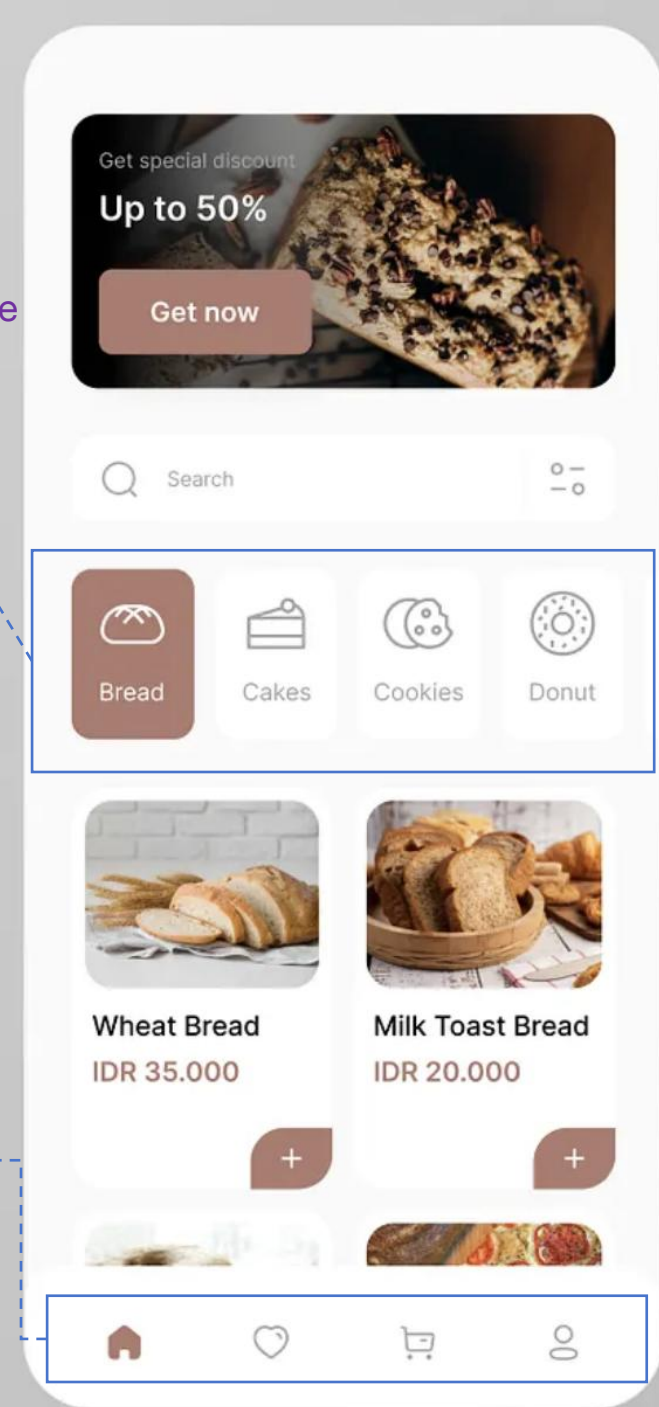 Get special discount
Up to 50%
e
Get now
Search
Bread Cakes Cookies Donut
Wheat Bread Milk Toast Bread
IDR 35.000 IDR 20.000
+ +